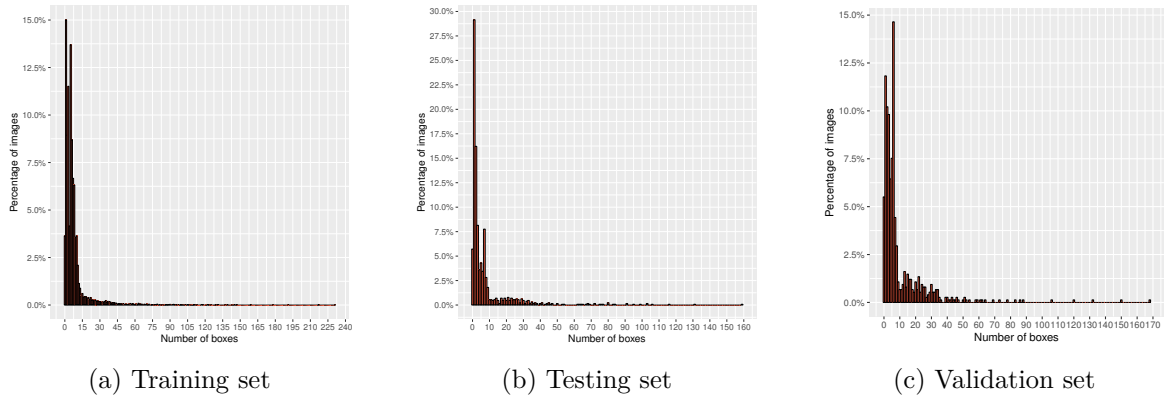 15.0%
12.5%
10.0%
7.5%
5.0%
2.5%
0.0%
Percentage of images
0 15 30 45 60 75 90 105 120 135 150 165 180 195 210 225 240
Number of boxes
(a) Training set
30.0%
27.5%
25.0%
22.5%
20.0%
17.5%
15.0%
12.5%
10.0%
7.5%
5.0%
2.5%
0.0%
Percentage of images
0 10 20 30 40 50 60 70 80 90 100 110 120 130 140 150 160
Number of boxes
(b) Testing set
15.0%
12.5%
10.0%
7.5%
5.0%
2.5%
0.0%
Percentage of images
0 10 20 30 40 50 60 70 80 90 100 110 120 130 140 150 160 170
Number of boxes
(c) Validation set